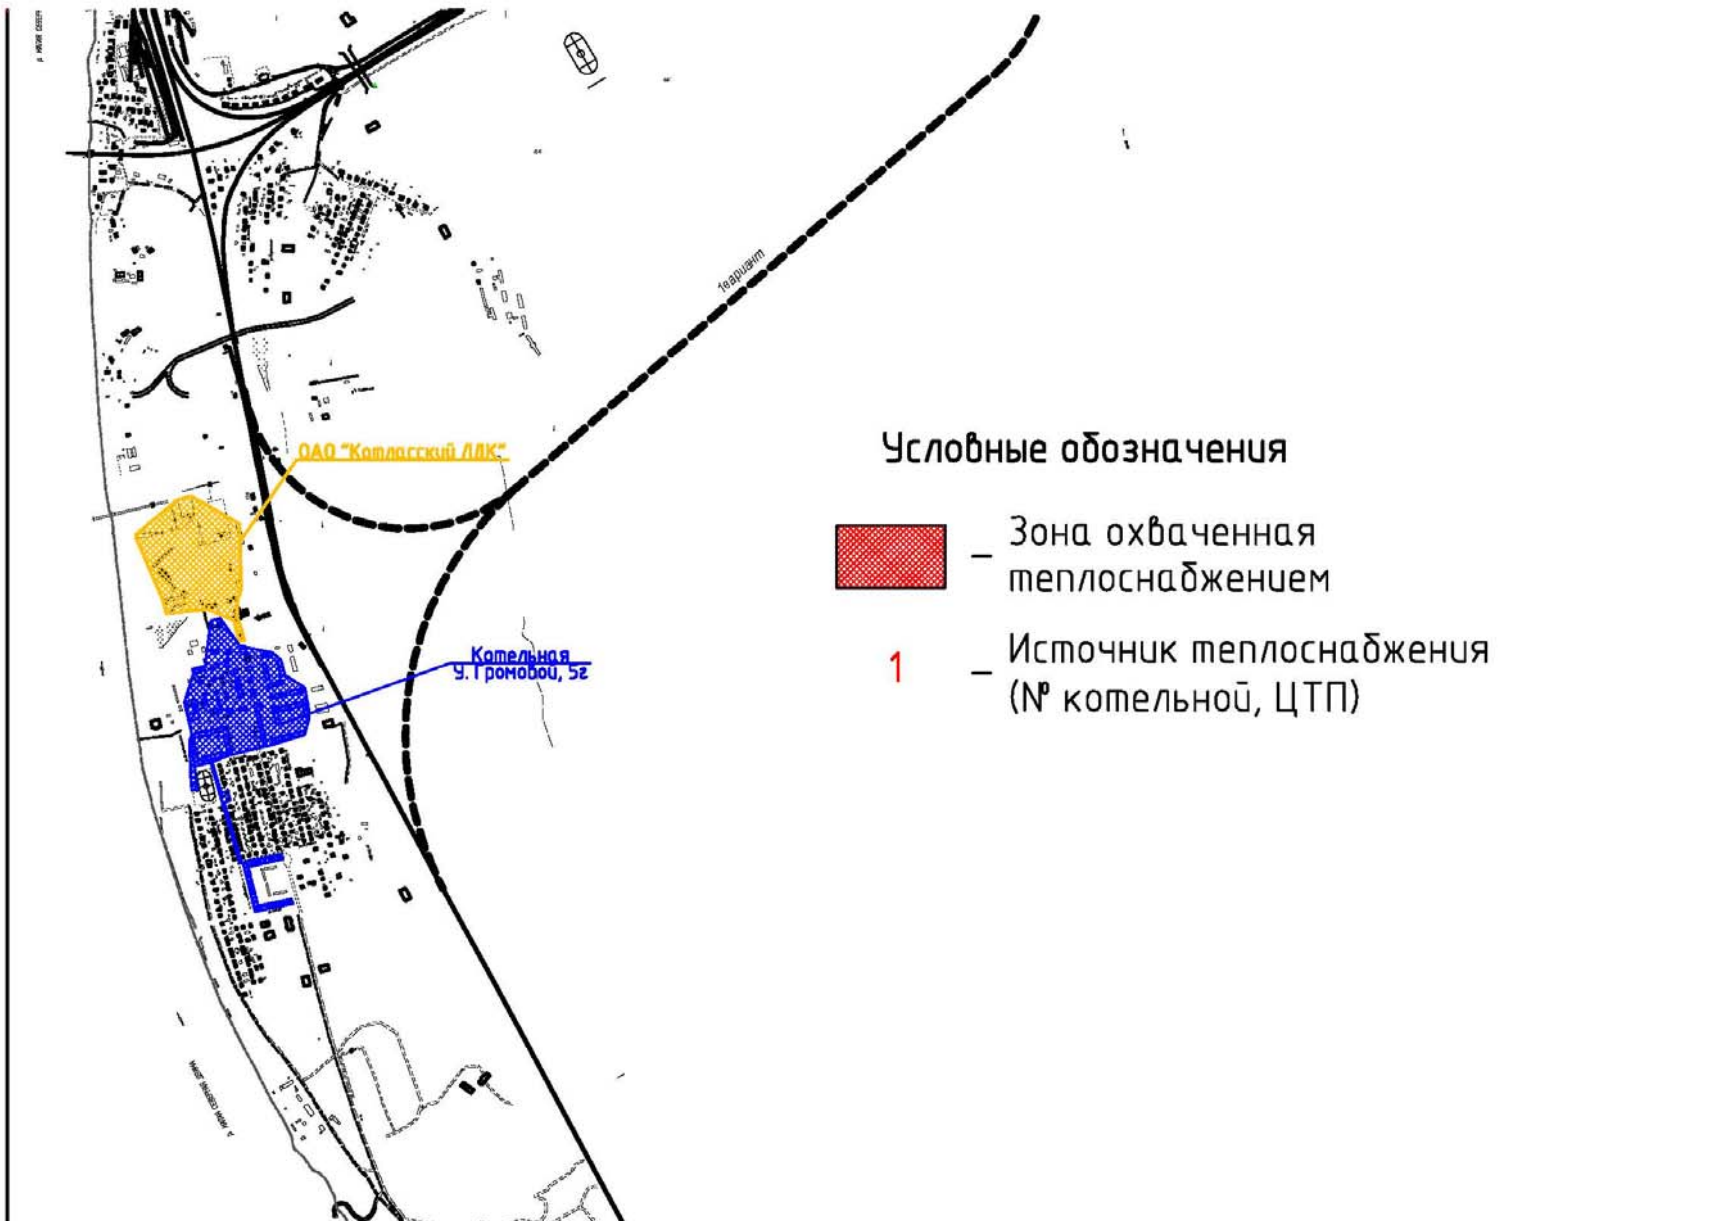 1вариант
ОАО "Котласский ЛДК"
Условные обозначения
– Зона охваченная
теплоснабжением
Котельная
У. Громовой, 5г
1 – Источник теплоснабжения
(№ котельной, ЦТП)